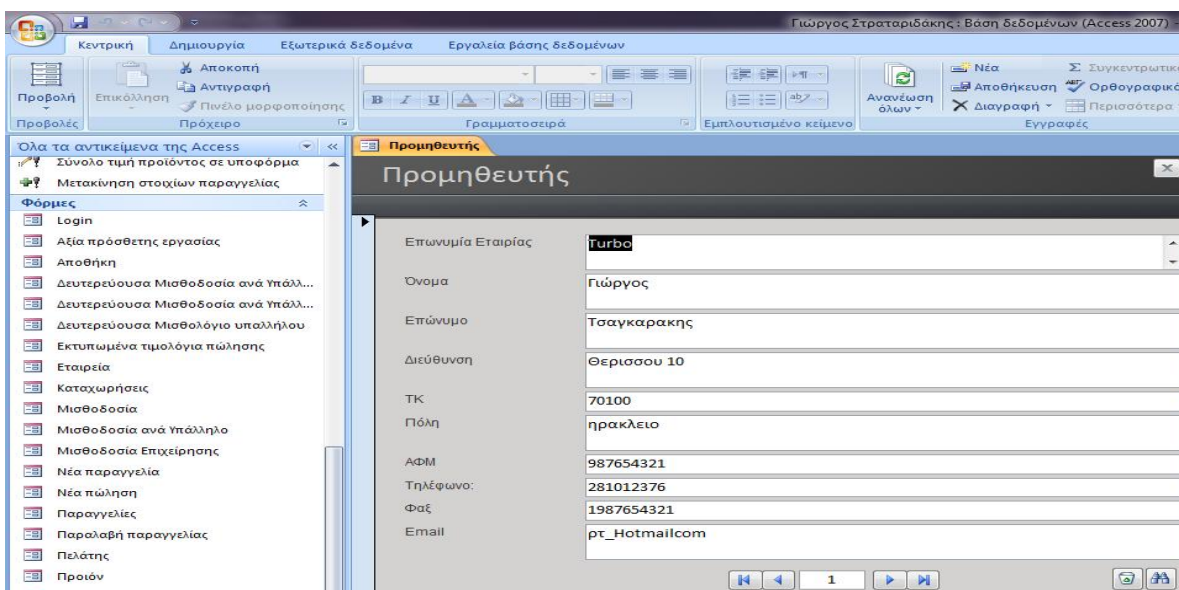 Γιώργος Στραταριδάκης : Βάση δεδομένων (Access 2007) -
Κεντρική Δημιουργία Εξωτερικά δεδομένα Εργαλεία βάσης δεδομένων
Προβολή
Επικόλληση
Αποκοπή
Αντιγραφή
Πινέλο μορφοποίησης
B I U A
ab
Ανανέωση όλων
Νέα
Αποθήκευση
Διαγραφή
Συγκεντρωτικ
Ορθογραφικό
Περισσότερα
Προβολές Πρόχειρο Γραμματοσειρά Εμπλουτισμένο κείμενο Εγγραφές
Όλα τα αντικείμενα της Access
Σύνολο τιμή προϊόντος σε υποφόρμα
Μετακίνηση στοιχίων παραγγελίας
Φόρμες
Login
Αξία πρόσθετης εργασίας
Αποθήκη
Δευτερεύουσα Μισθοδοσία ανά Υπάλλ...
Δευτερεύουσα Μισθοδοσία ανά Υπάλλ...
Δευτερεύουσα Μισθολόγιο υπαλλήλου
Εκτυπωμένα τιμολόγια πώλησης
Εταιρεία
Καταχωρήσεις
Μισθοδοσία
Μισθοδοσία ανά Υπάλληλο
Μισθοδοσία Επιχείρησης
Νέα παραγγελία
Νέα πώληση
Παραγγελίες
Παραλαβή παραγγελίας
Πελάτης
Προιόν
Προμηθευτής
Προμηθευτής
Επωνυμία Εταιρίας Turbo
Όνομα Γιώργος
Επώνυμο Τσαγκαρακης
Διεύθυνση Θερισσου 10
ΤΚ 70100
Πόλη ηρακλειο
ΑΦΜ 987654321
Τηλέφωνο: 281012376
Φαξ 1987654321
Email ρτ_Hotmailcom
1